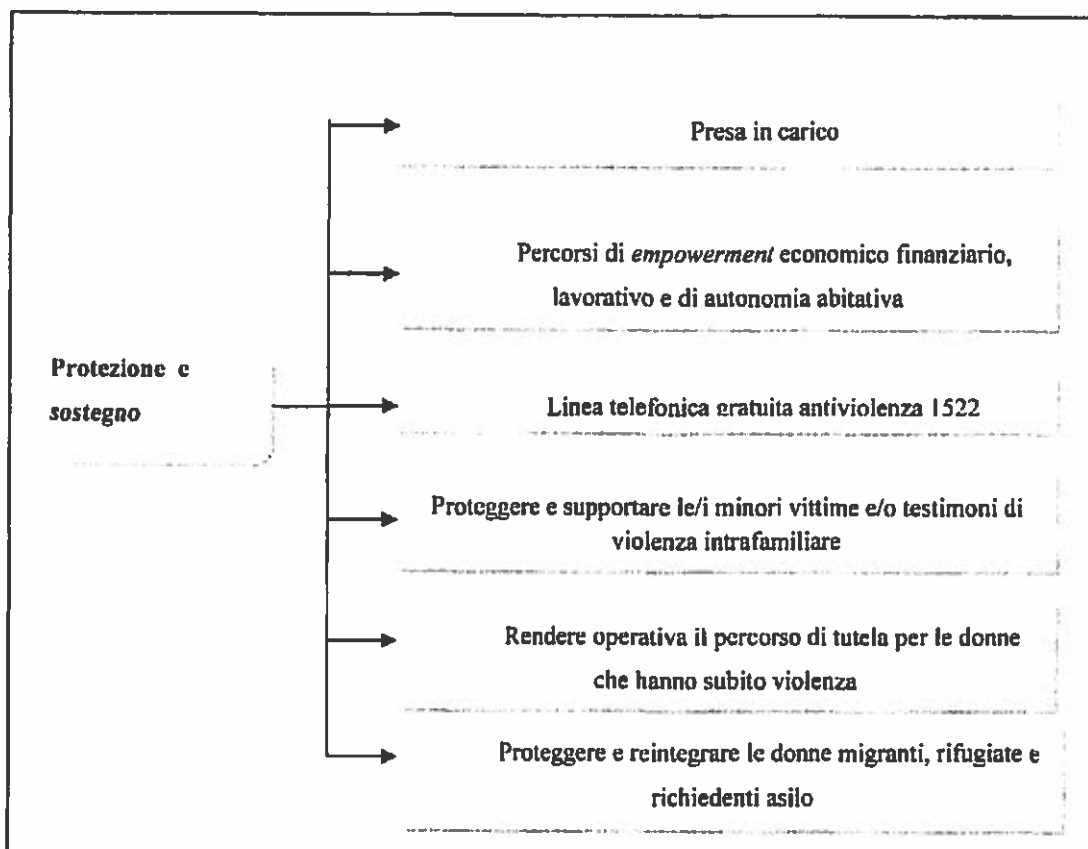 Presa in carico
Percorsi di empowerment economico finanziario,
lavorativo e di autonomia abitativa
Protezione e
sostegno
Linea telefonica gratuita antiviolenza 1522
Proteggere e supportare le/i minori vittime e/o testimoni di
violenza intrafamiliare
Rendere operativa il percorso di tutela per le donne
che hanno subito violenza
Proteggere e reintegrare le donne migranti, rifugiate e
richiedenti asilo